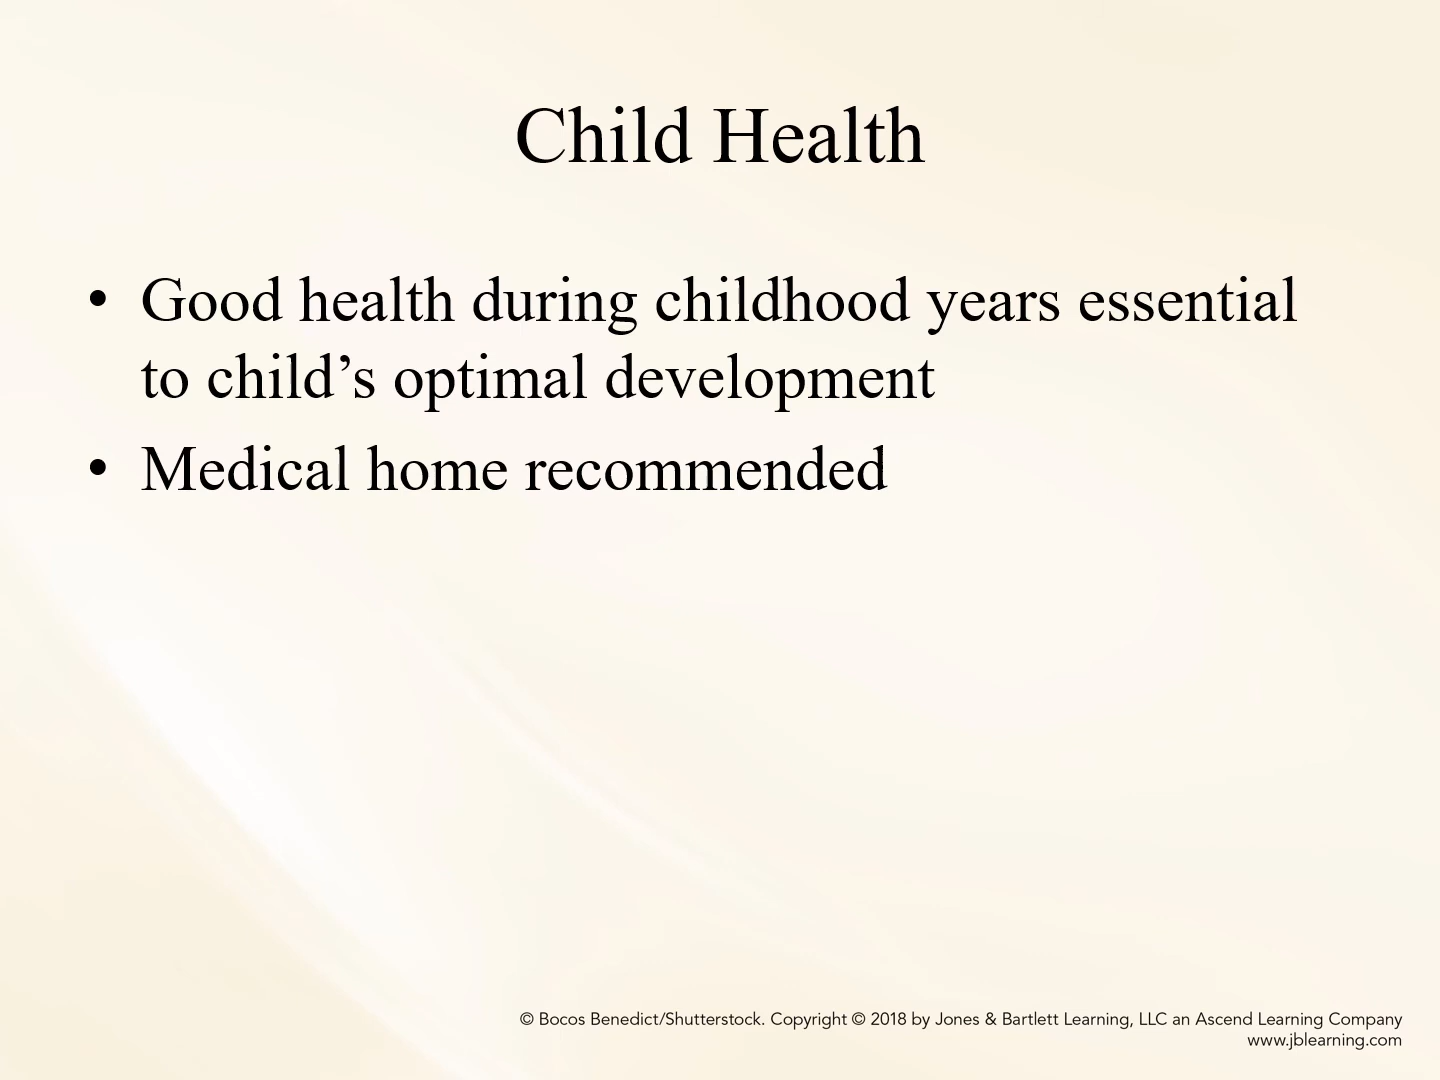 Child Health
• Good health during childhood years essential
to child’s optimal development
• Medical home recommended
© Bocos Benedict/Shutterstock. Copyright © 2018 by Jones & Bartlett Learning, LLC an Ascend Learning Company
www.jblearning.com